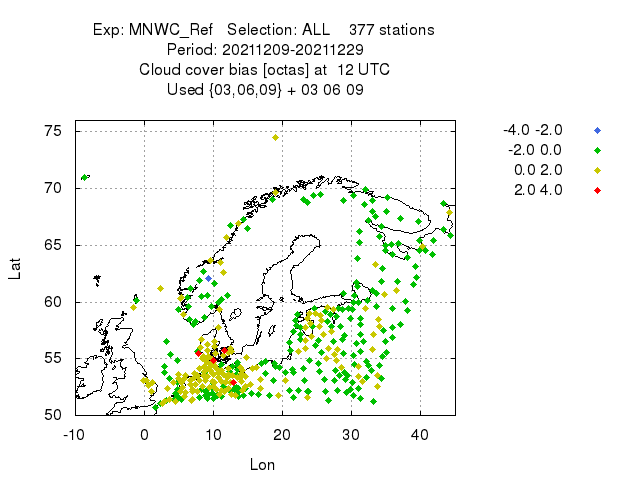 Exp: MNWC_Ref Selection: ALL 377 stations
Period: 20211209-20211229
Cloud cover bias [octas] at 12 UTC
Used {03,06,09} + 03 06 09
-4.0 -2.0
-2.0 0.0
0.0 2.0
2.0 4.0
Lat
75
70
65
60
55
50
-10 0 10 20 30 40
Lon